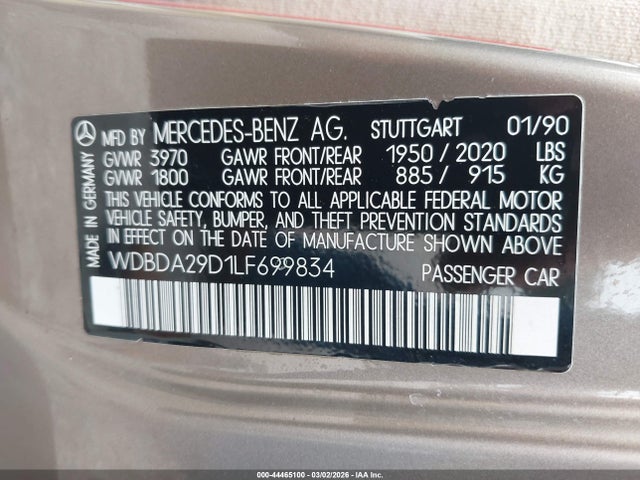 MADE IN GERMANY
MFD BY MERCEDES-BENZ AG. STUTTGART 01/90
GVWR 3970 GAWR FRONT/REAR 1950/2020 LBS
GVWR 1800 GAWR FRONT/REAR 885/915 KG
THIS VEHICLE CONFORMS TO ALL APPLICABLE FEDERAL MOTOR
VEHICLE SAFETY, BUMPER, AND THEFT PREVENTION STANDARDS
IN EFFECT ON THE DATE OF MANUFACTURE SHOWN ABOVE.
WDBDA29D1LF699834 PASSENGER CAR
000-44465100 | 03/02/2026 | IAA Inc.